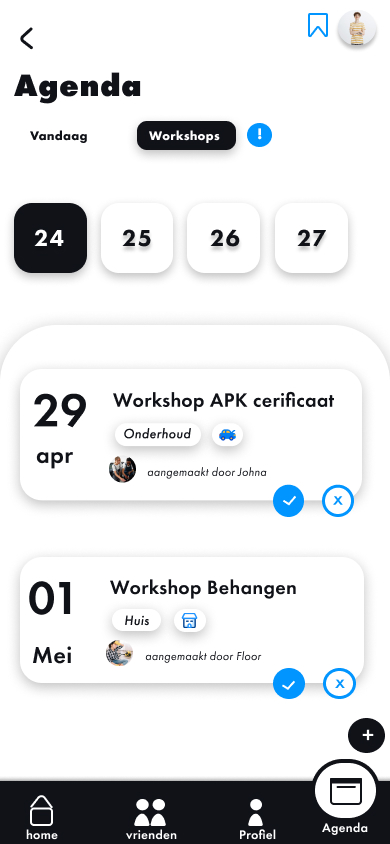 Agenda
Vandaag
Workshops
!
24
25
26
27
29
apr
Workshop APK cerificaat
Onderhoud
aangemaakt door Johna
X
01
Mei
Workshop Behangen
Huis
aangemaakt door Floor
X
+
home
vrienden
Profiel
Agenda